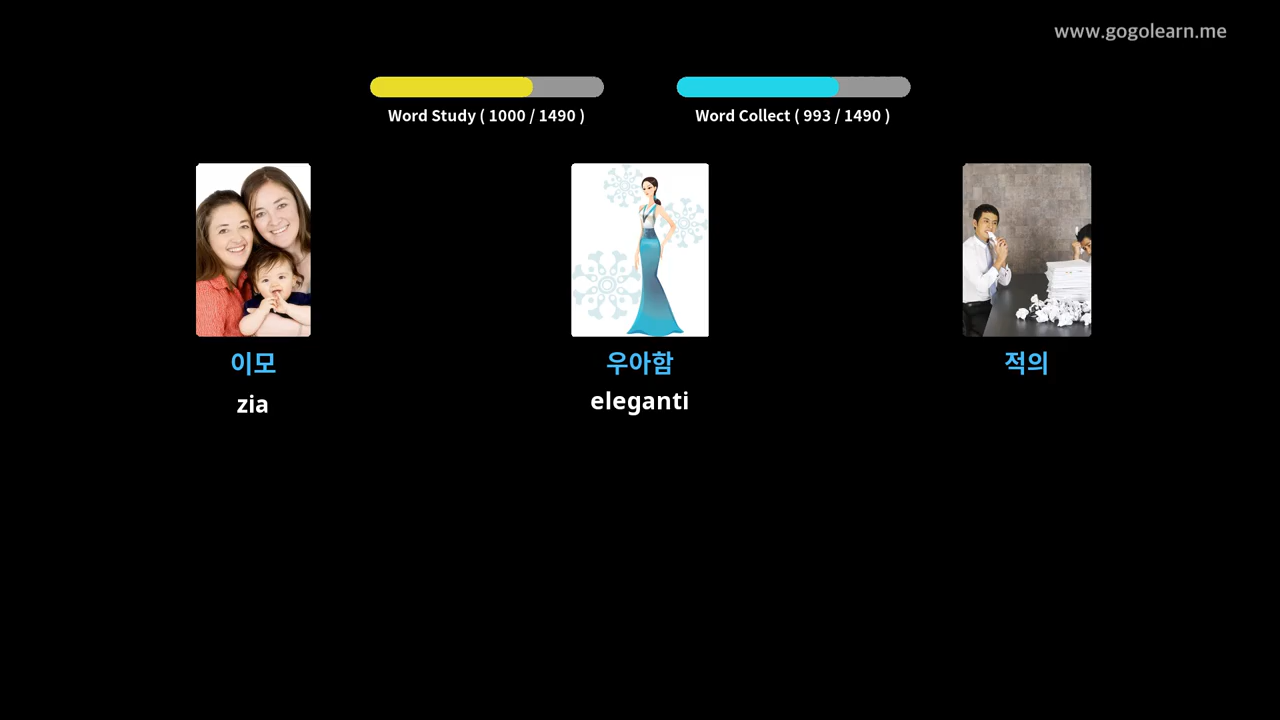 www.gogolearn.me
Word Study ( 1000 / 1490 )
Word Collect ( 993 / 1490 )
이모
우아함
적의
zia
eleganti